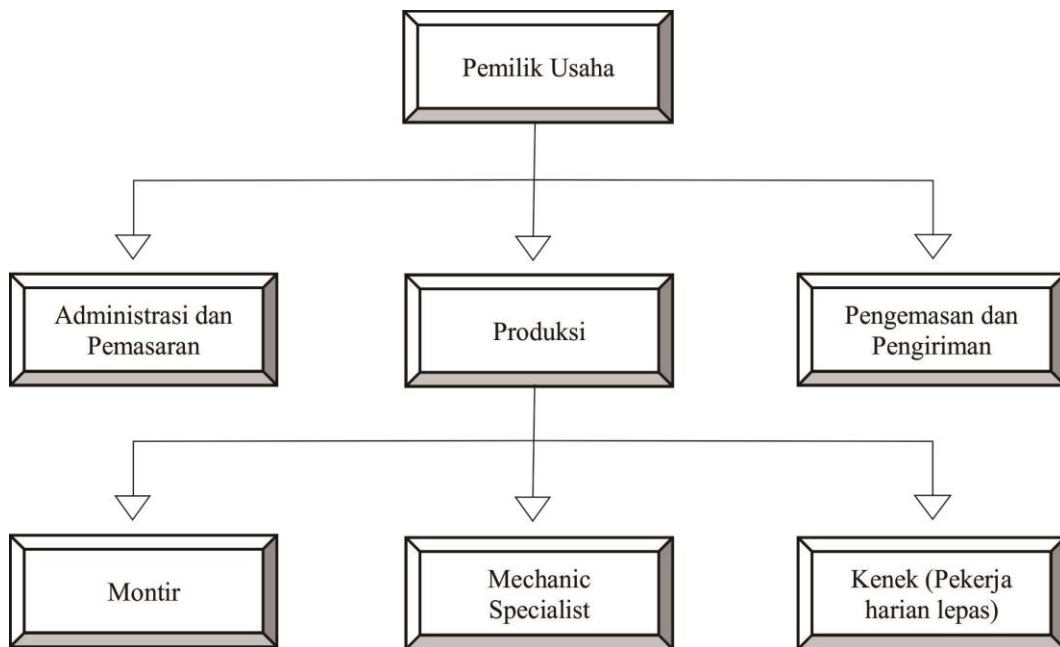 Pemilik Usaha
Administrasi dan
Pemasaran
Produksi
Pengemasan dan
Pengiriman
Montir
Mechanic
Specialist
Kenek (Pekerja
harian lepas)